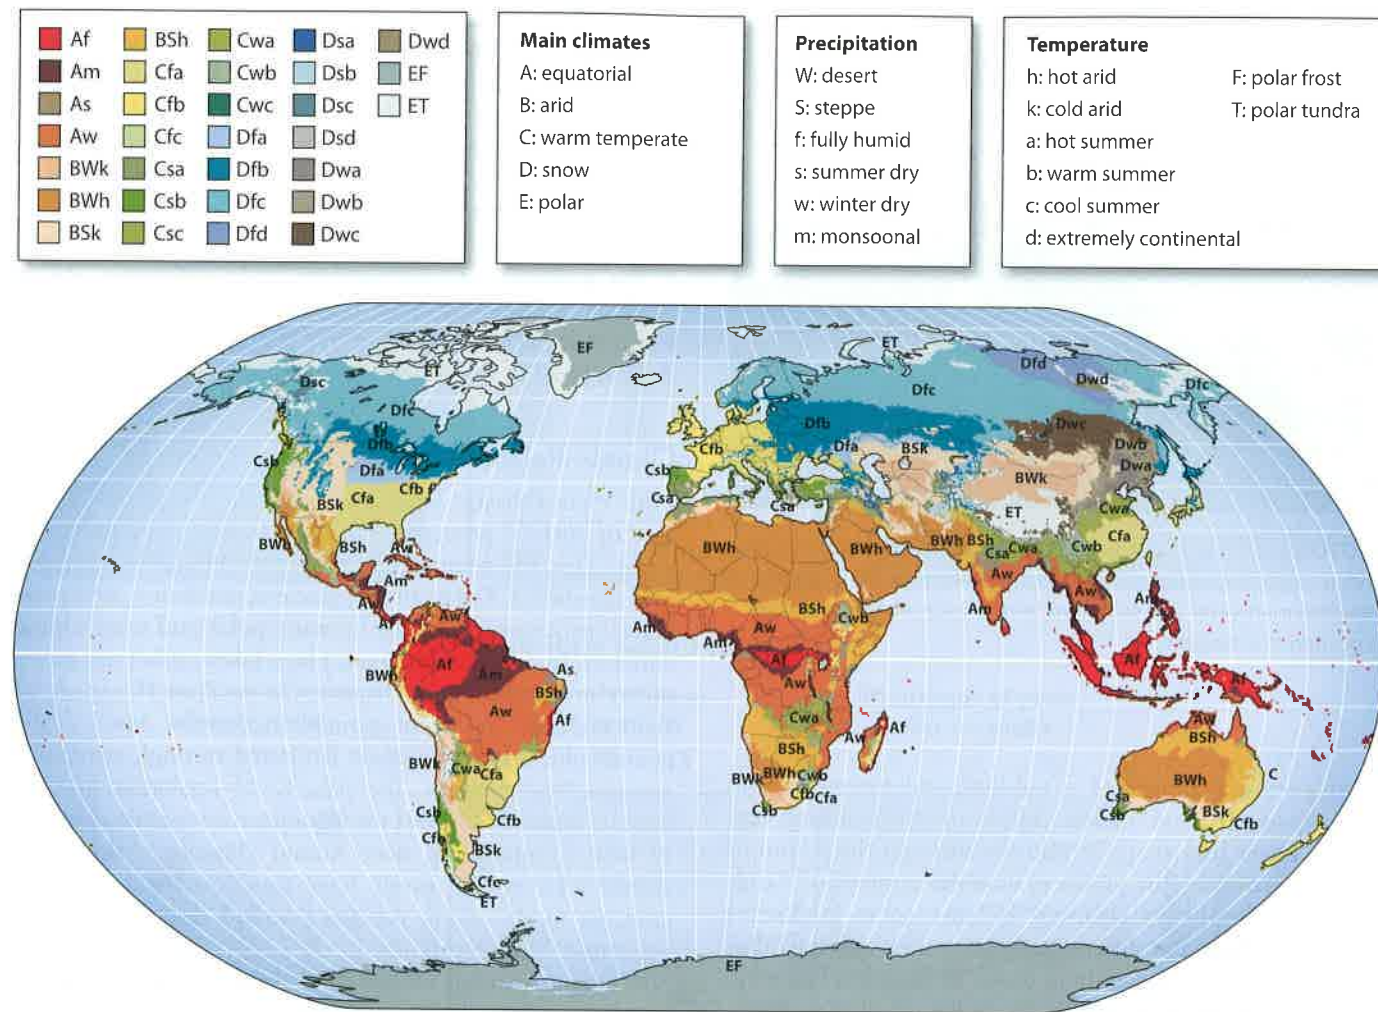 Af
Am
As
Aw
BWk
BWh
BSk
BSh
Cfa
Cfb
Cfc
Csa
Csb
Csc
Cwa
Cwb
Cwc
Dfa
Dfb
Dfc
Dfd
Dsa
Dsb
Dsc
Dsd
Dwa
Dwb
Dwc
Dwd
EF
ET
Main climates
A: equatorial
B: arid
C: warm temperate
D: snow
E: polar
Precipitation
W: desert
S: steppe
f: fully humid
s: summer dry
w: winter dry
m: monsoonal
Temperature
h: hot arid
k: cold arid
a: hot summer
b: warm summer
c: cool summer
d: extremely continental
F: polar frost
T: polar tundra
ET
EF
ET
Dsc
Dfc
Dfd
Dwd
Dfc
Dfc
Dfb
Dfa
Csb
BSk
Cfa
Cfb
BWh
BSh
Aw
Am
Aw
Af
Aw
Cfb
Dfb
Dfa
BSk
Dwc
Dwb
Dwa
BWk
ET
Cwa
Cfa
Cwb
Csb
Csa
Csa
BWh
BWh
BWh
BSh
Csa
Cwa
Aw
Am
Aw
Am
BSh
Cwb
Am
Am
Aw
Af
Aw
Cwa
Af
Aw
BSh
BWk
BWh
Cwb
Cfb
Cfa
Csb
Af
Am
As
BWh
BSh
Aw
Af
BWk
Cwa
Cfa
Csb
Cfb
Cfb
BSk
Cfc
ET
Af
Af
Aw
BSh
BWh
C
Csa
Csb
BSk
Cfb
EF